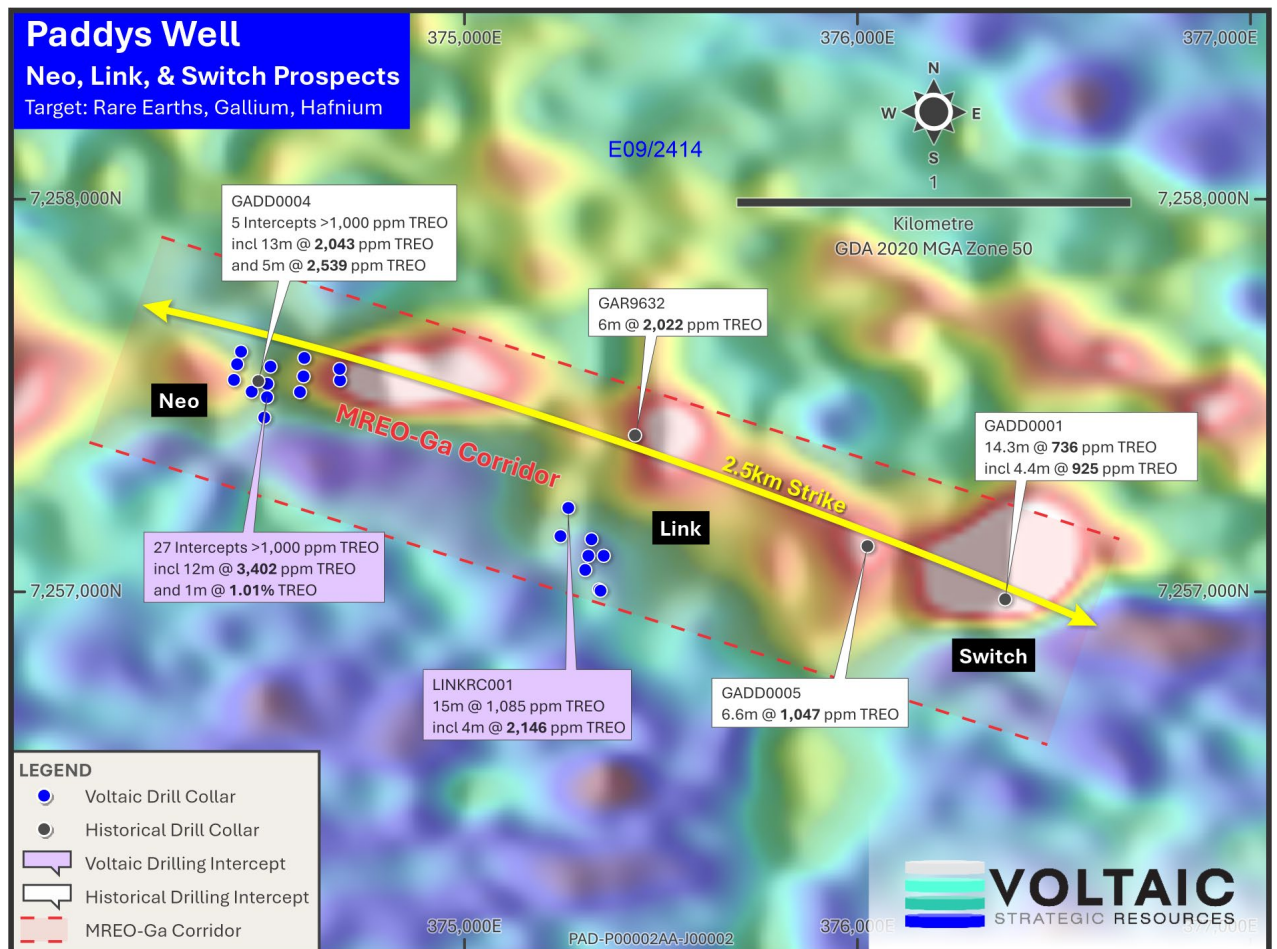 Paddys Well
Neo, Link, & Switch Prospects
Target: Rare Earths, Gallium, Hafnium
375,000E
376,000E
377,000E
N
W
E
S
E09/2414
1
Kilometre
GDA 2020 MGA Zone 50
7,258,000N
7,258,000N
GADD0004
5 Intercepts >1,000 ppm TREO
incl 13m @ 2,043 ppm TREO
and 5m @ 2,539 ppm TREO
GAR9632
6m @ 2,022 ppm TREO
GADD0001
14.3m @ 736 ppm TREO
incl 4.4m @ 925 ppm TREO
Neo
MREO-Ga Corridor
2.5km Strike
Link
27 Intercepts >1,000 ppm TREO
incl 12m @ 3,402 ppm TREO
and 1m @ 1.01% TREO
7,257,000N
7,257,000N
Switch
LINKRC001
15m @ 1,085 ppm TREO
incl 4m @ 2,146 ppm TREO
GADD0005
6.6m @ 1,047 ppm TREO
LEGEND
Voltaic Drill Collar
Historical Drill Collar
Voltaic Drilling Intercept
Historical Drilling Intercept
MREO-Ga Corridor
375,000E
376,000E
377,000E
PAD-P00002AA-J00002
VOLTAIC
STRATEGIC RESOURCES